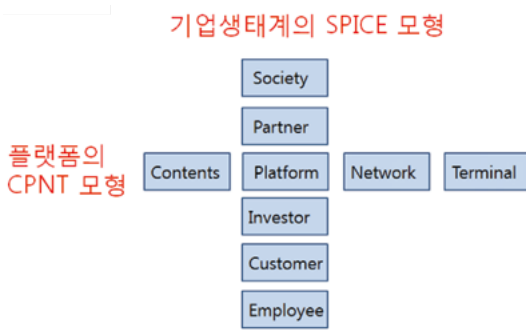 기업생태계의 SPICE 모형
Society
Partner
플랫폼의
CPNT 모형
Contents
Platform
Network
Terminal
Investor
Customer
Employee